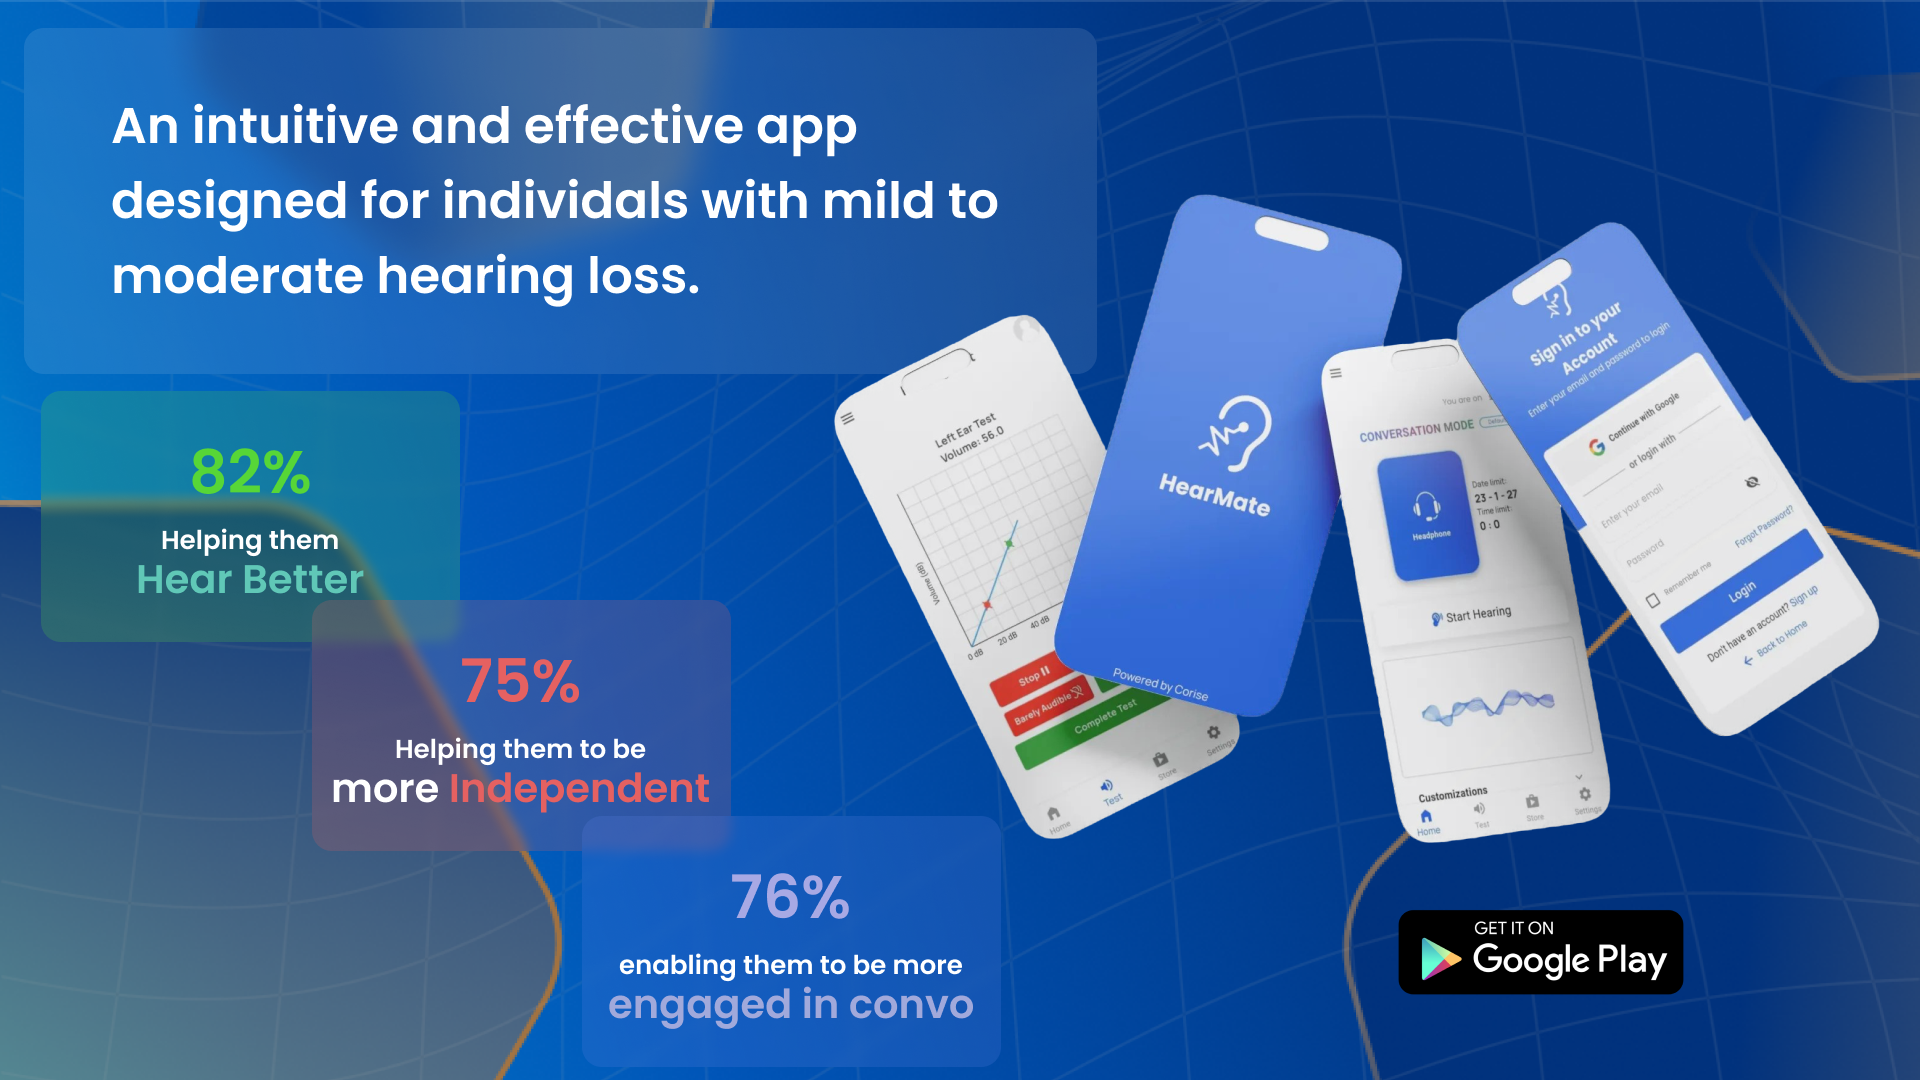 An intuitive and effective app
designed for individals with mild to
moderate hearing loss.
82%
Helping them
Hear Better
75%
Helping them to be
more Independent
76%
enabling them to be more
engaged in convo
Left Ear Test
Volume: 56.0
Volume (dB)
0 dB
20 dB
40 dB
Stop
Barely Audible
Complete Test
Home
Test
Store
Settings
HearMate
Powered by Corise
You are on
CONVERSATION MODE
Headphone
Date limit:
23 - 1 - 27
Time limit:
0 : 0
Start Hearing
Customizations
Home
Test
Store
Settings
Sign in to your
Account
Enter your email and password to login
Continue with Google
or login with
Enter your email
Password
Remember me
Forgot Password?
Login
Don't have an account? Sign up
Back to Home
GET IT ON
Google Play